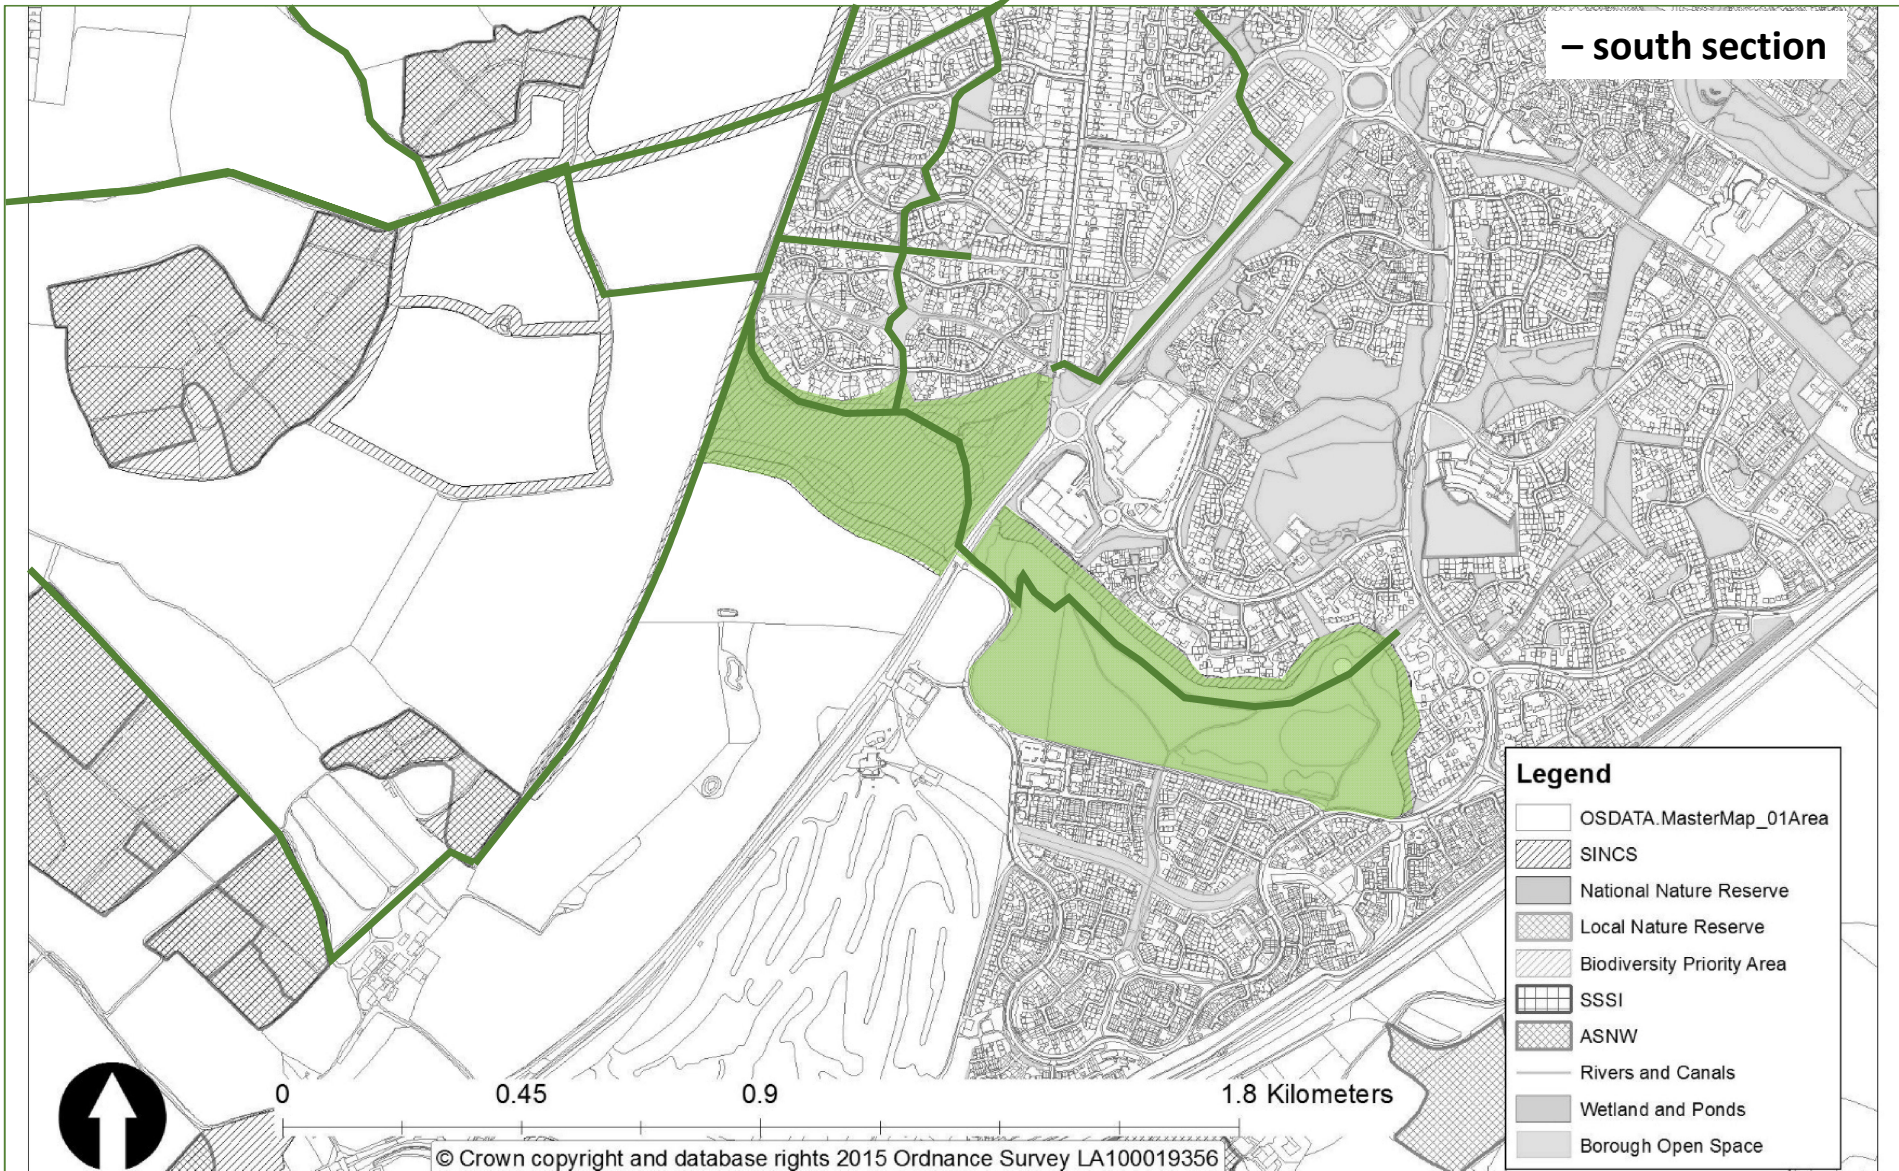 – south section
Legend
OSDATA.MasterMap_01Area
SINCS
National Nature Reserve
Local Nature Reserve
Biodiversity Priority Area
SSSI
ASNW
Rivers and Canals
Wetland and Ponds
Borough Open Space
0 0.45 0.9 1.8 Kilometers
© Crown copyright and database rights 2015 Ordnance Survey LA100019356